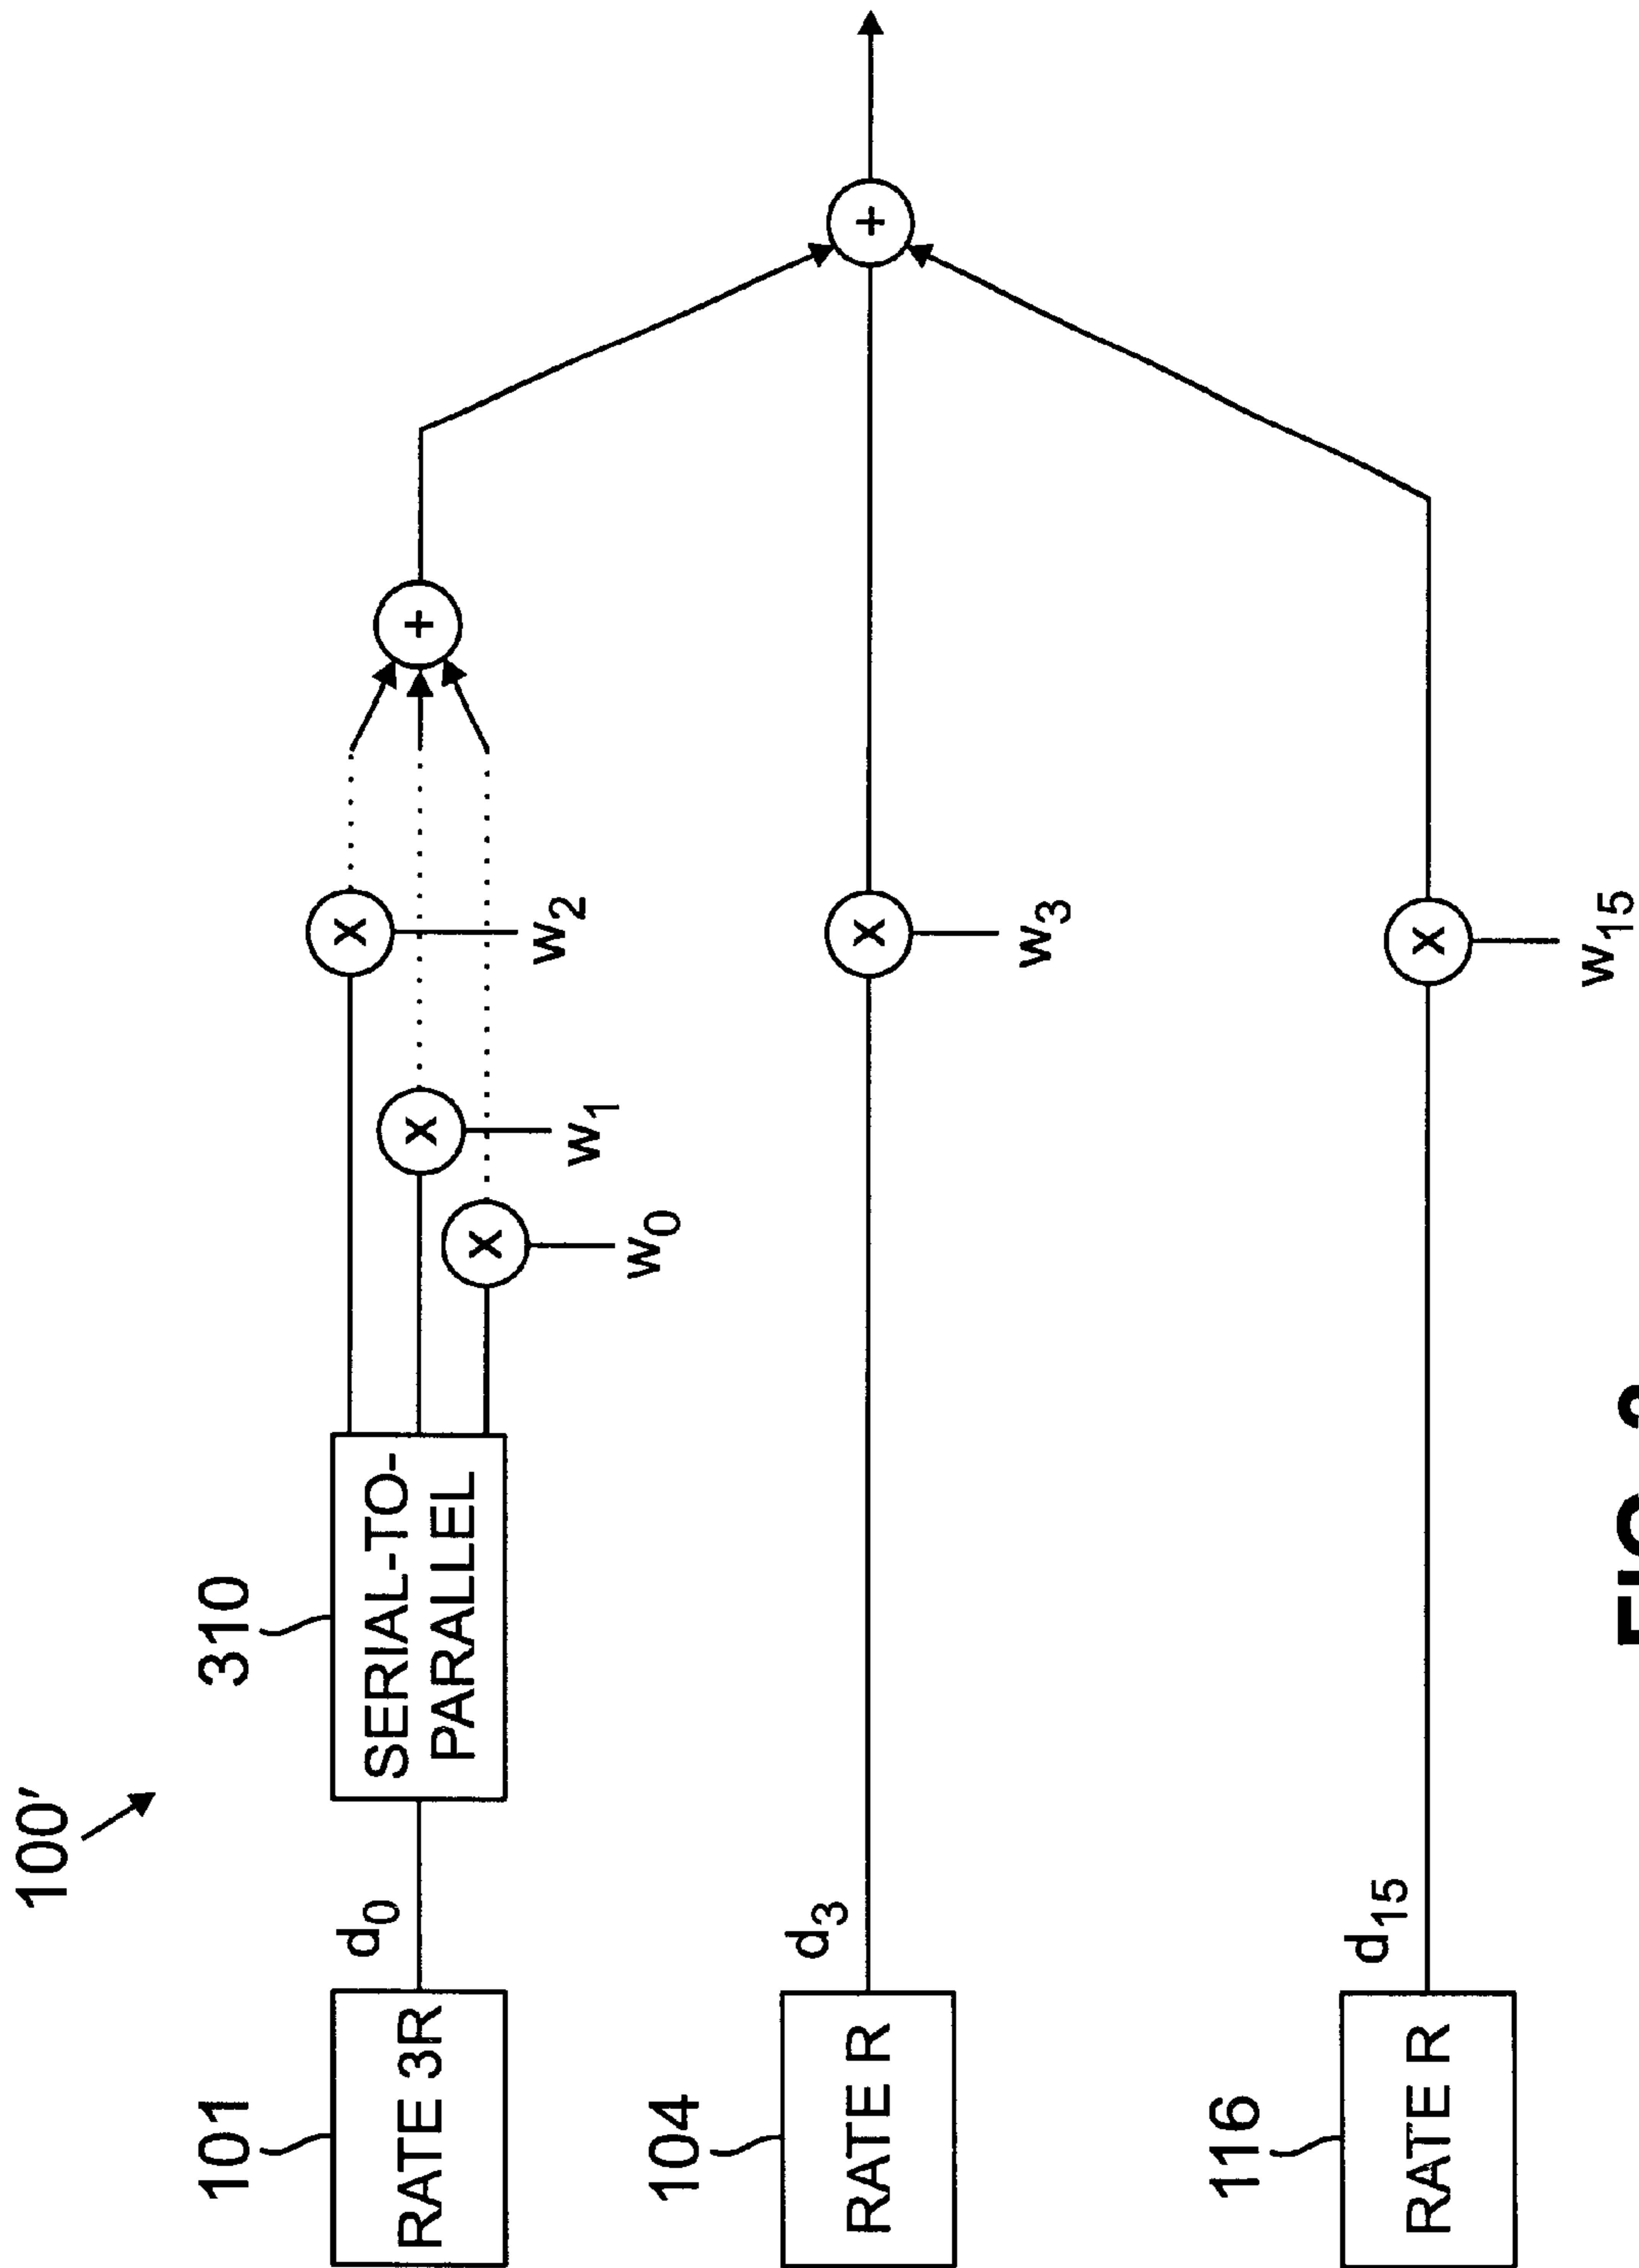 100'
101
310
RATE 3R
d0
SERIAL-TO-
PARALLEL
w0
w1
w2
x
x
x
+
104
RATE R
d3
x
w3
+
116
RATE R
d15
x
w15
FIG